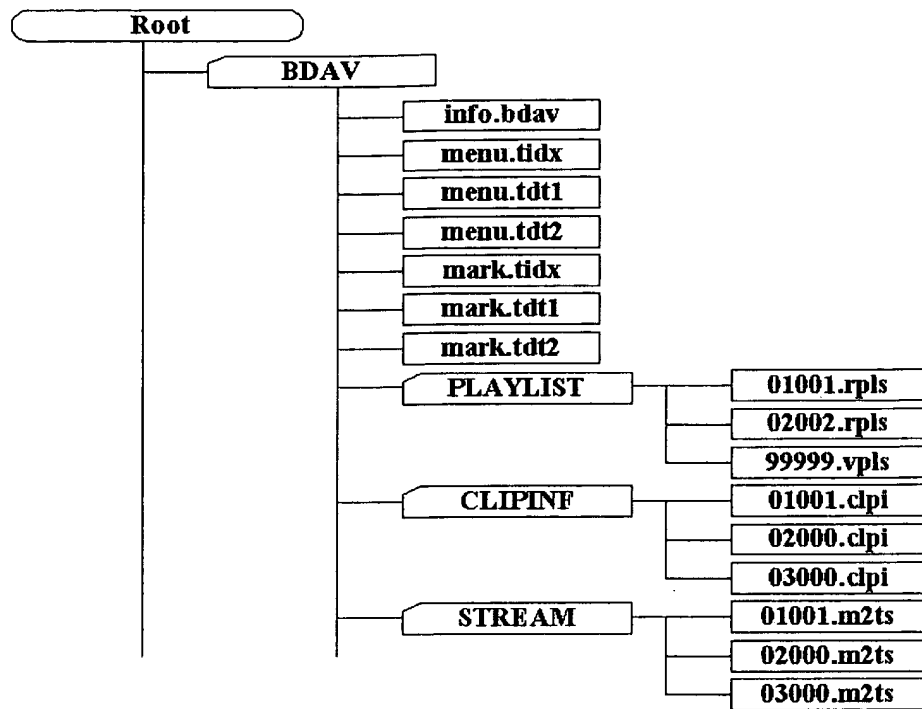 Root
BDAV
info.bdav
menu.tidx
menu.tdt1
menu.tdt2
mark.tidx
mark.tdt1
mark.tdt2
PLAYLIST
01001.rpls
02002.rpls
99999.vpls
CLIPINF
01001.clpi
02000.clpi
03000.clpi
STREAM
01001.m2ts
02000.m2ts
03000.m2ts